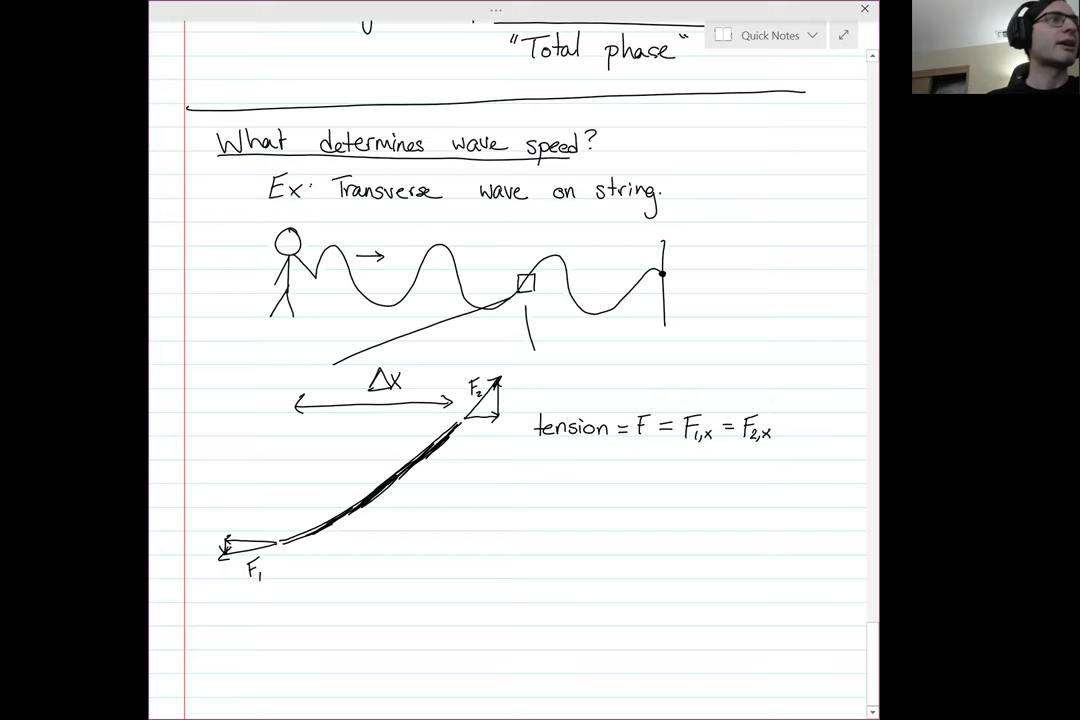 "Total phase"
Quick Notes
What determines wave speed?
Ex: Transverse wave on string.
Δx
F₂
tension = F = F₁,ₓ = F₂,ₓ
F₁